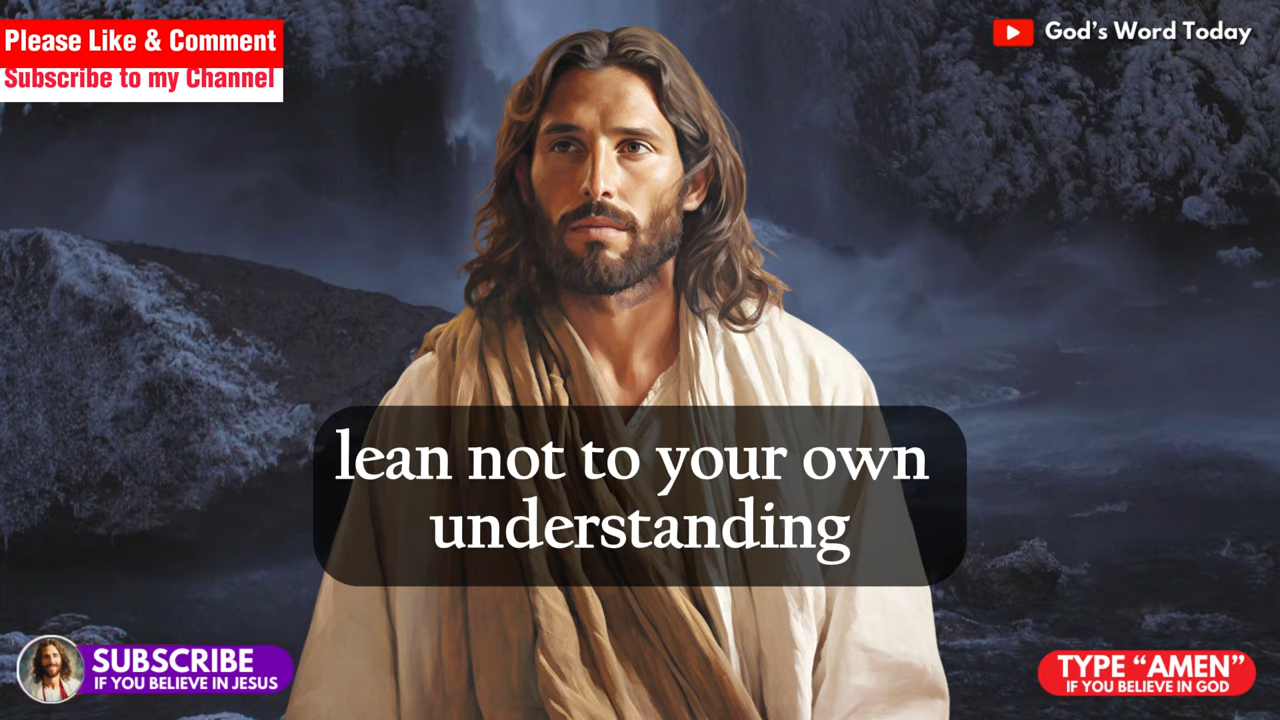 Please Like & Comment
Subscribe to my Channel
God's Word Today
lean not to your own
understanding
SUBSCRIBE
IF YOU BELIEVE IN JESUS
TYPE “AMEN”
IF YOU BELIEVE IN GOD